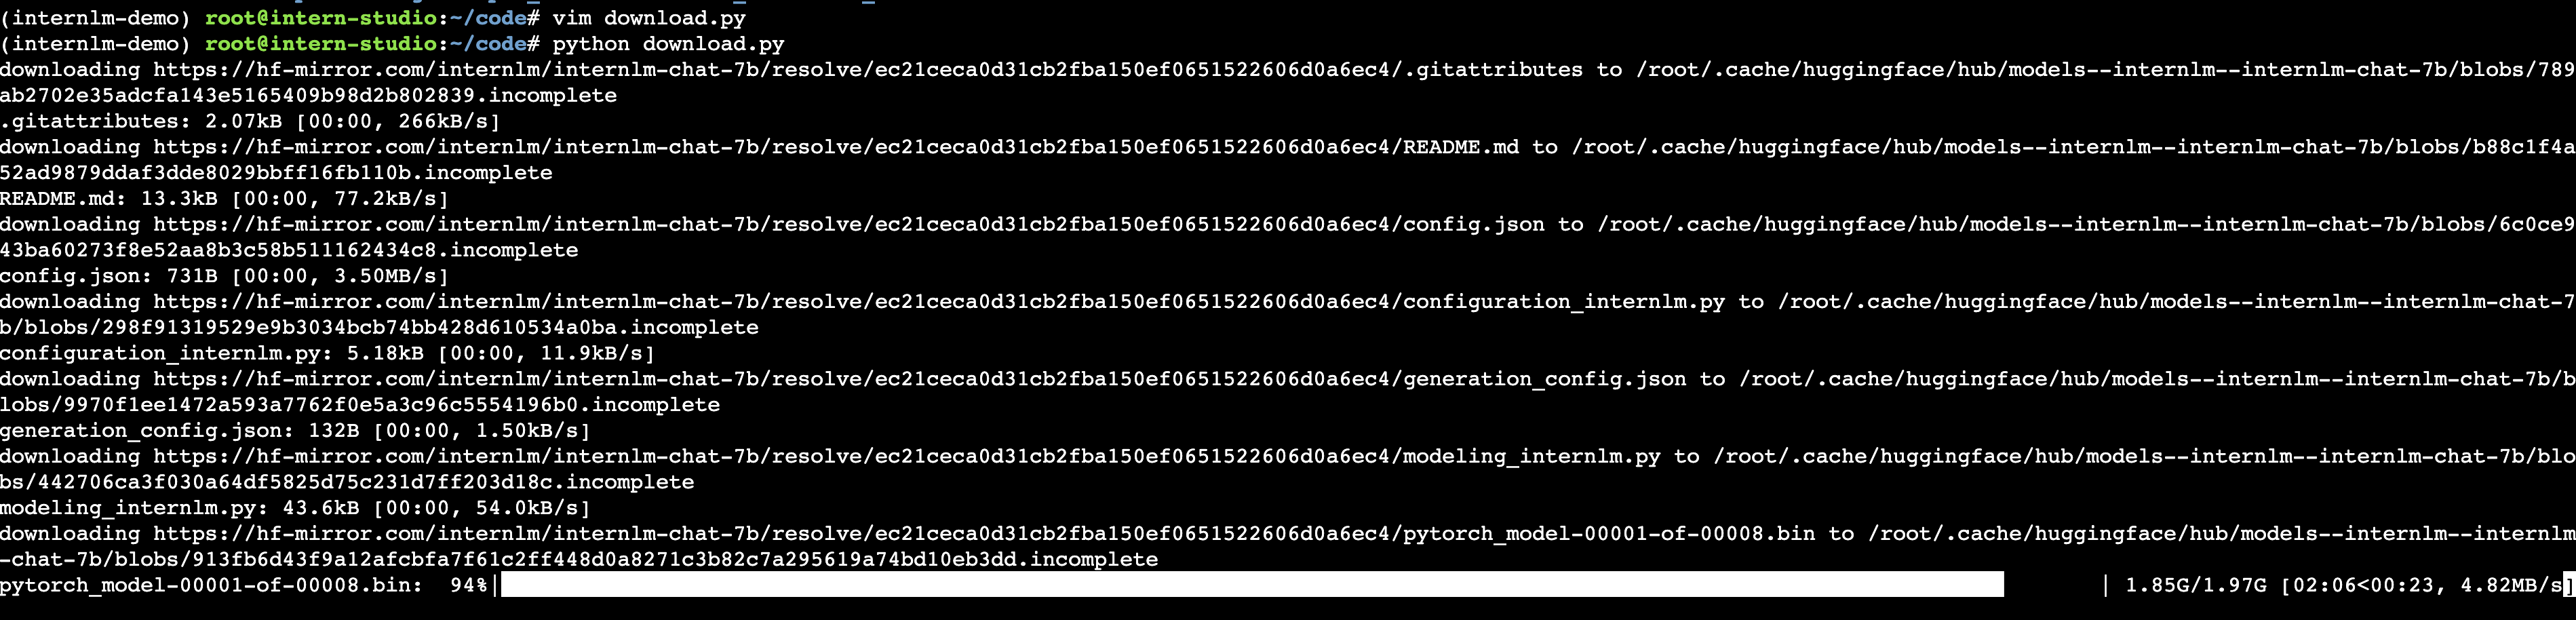 (internlm-demo) root@intern-studio:~/code# vim download.py
(internlm-demo) root@intern-studio:~/code# python download.py
downloading https://hf-mirror.com/internlm/internlm-chat-7b/resolve/ec21ceca0d31cb2fba150ef0651522606d0a6ec4/.gitattributes to /root/.cache/huggingface/hub/models--internlm--internlm-chat-7b/blobs/789
ab2702e35adcfa143e5165409b98d2b802839.incomplete
.gitattributes: 2.07kB [00:00, 266kB/s]
downloading https://hf-mirror.com/internlm/internlm-chat-7b/resolve/ec21ceca0d31cb2fba150ef0651522606d0a6ec4/README.md to /root/.cache/huggingface/hub/models--internlm--internlm-chat-7b/blobs/b88c1f4a
52ad9879ddaf3dde8029bbff16fb110b.incomplete
README.md: 13.3kB [00:00, 77.2kB/s]
downloading https://hf-mirror.com/internlm/internlm-chat-7b/resolve/ec21ceca0d31cb2fba150ef0651522606d0a6ec4/config.json to /root/.cache/huggingface/hub/models--internlm--internlm-chat-7b/blobs/6c0ce9
43ba60273f8e52aa8b3c58b511162434c8.incomplete
config.json: 731B [00:00, 3.50MB/s]
downloading https://hf-mirror.com/internlm/internlm-chat-7b/resolve/ec21ceca0d31cb2fba150ef0651522606d0a6ec4/configuration_internlm.py to /root/.cache/huggingface/hub/models--internlm--internlm-chat-7
b/blobs/298f91319529e9b3034bcb74bb428d610534a0ba.incomplete
configuration_internlm.py: 5.18kB [00:00, 11.9kB/s]
downloading https://hf-mirror.com/internlm/internlm-chat-7b/resolve/ec21ceca0d31cb2fba150ef0651522606d0a6ec4/generation_config.json to /root/.cache/huggingface/hub/models--internlm--internlm-chat-7b/b
lobs/9970f1ee1472a593a7762f0e5a3c96c5554196b0.incomplete
generation_config.json: 132B [00:00, 1.50kB/s]
downloading https://hf-mirror.com/internlm/internlm-chat-7b/resolve/ec21ceca0d31cb2fba150ef0651522606d0a6ec4/modeling_internlm.py to /root/.cache/huggingface/hub/models--internlm--internlm-chat-7b/blo
bs/442706ca3f030a64df5825d75c231d7ff203d18c.incomplete
modeling_internlm.py: 43.6kB [00:00, 54.0kB/s]
downloading https://hf-mirror.com/internlm/internlm-chat-7b/resolve/ec21ceca0d31cb2fba150ef0651522606d0a6ec4/pytorch_model-00001-of-00008.bin to /root/.cache/huggingface/hub/models--internlm--internlm
-chat-7b/blobs/913fb6d43f9a12afcbfa7f61c2ff448d0a8271c3b82c7a295619a74bd10eb3dd.incomplete
pytorch_model-00001-of-00008.bin:  94%| | 1.85G/1.97G [02:06<00:23, 4.82MB/s]